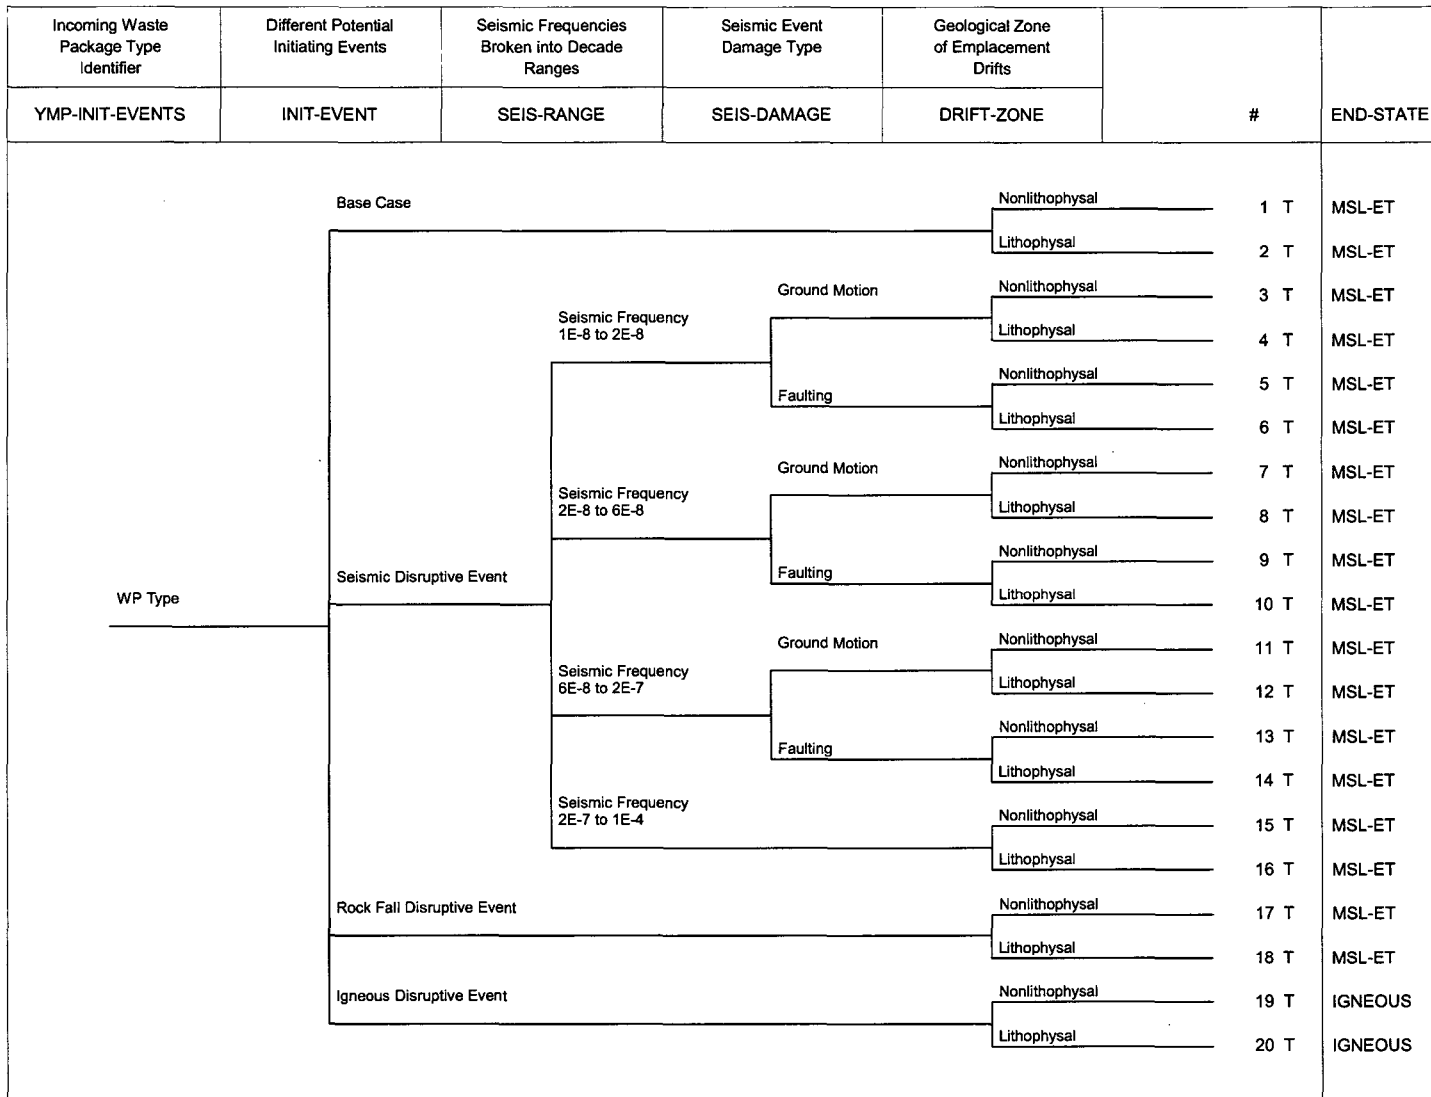 Incoming Waste
Package Type
Identifier
Different Potential
Initiating Events
Seismic Frequencies
Broken into Decade
Ranges
Seismic Event
Damage Type
Geological Zone
of Emplacement
Drifts
YMP-INIT-EVENTS
INIT-EVENT
SEIS-RANGE
SEIS-DAMAGE
DRIFT-ZONE
#
END-STATE
WP Type
Base Case
Nonlithophysal
1 T MSL-ET
Lithophysal
2 T MSL-ET
Seismic Disruptive Event
Seismic Frequency
1E-8 to 2E-8
Ground Motion
Nonlithophysal
3 T MSL-ET
Lithophysal
4 T MSL-ET
Faulting
Nonlithophysal
5 T MSL-ET
Lithophysal
6 T MSL-ET
Seismic Frequency
2E-8 to 6E-8
Ground Motion
Nonlithophysal
7 T MSL-ET
Lithophysal
8 T MSL-ET
Faulting
Nonlithophysal
9 T MSL-ET
Lithophysal
10 T MSL-ET
Seismic Frequency
6E-8 to 2E-7
Ground Motion
Nonlithophysal
11 T MSL-ET
Lithophysal
12 T MSL-ET
Faulting
Nonlithophysal
13 T MSL-ET
Lithophysal
14 T MSL-ET
Seismic Frequency
2E-7 to 1E-4
Nonlithophysal
15 T MSL-ET
Lithophysal
16 T MSL-ET
Rock Fall Disruptive Event
Nonlithophysal
17 T MSL-ET
Lithophysal
18 T MSL-ET
Igneous Disruptive Event
Nonlithophysal
19 T IGNEOUS
Lithophysal
20 T IGNEOUS